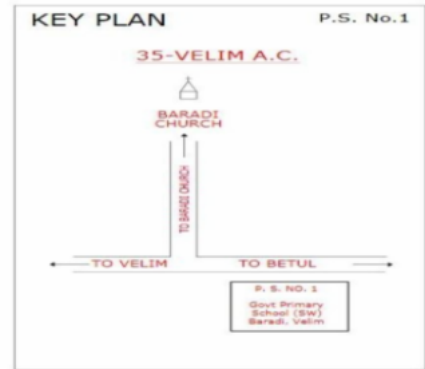 KEY PLAN
P.S. No.1
35-VELIM A.C.
BARADI
CHURCH
TO BARADI CHURCH
TO VELIM
TO BETUL
P. S. NO. 1
Govt Primary
School (SW)
Baradi, Velim